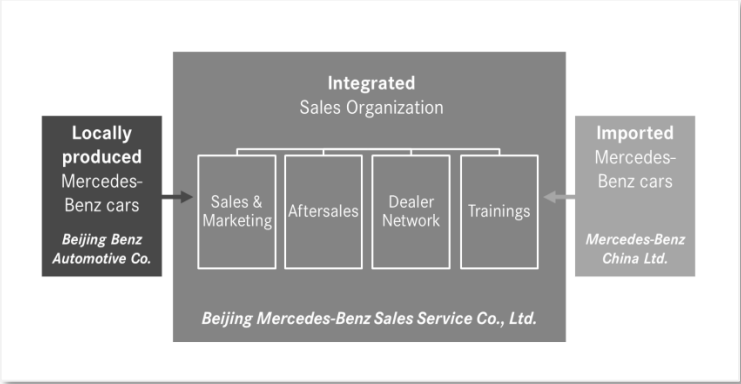 Integrated
Sales Organization
Locally
produced
Mercedes-
Benz cars
Beijing Benz
Automotive Co.
Sales &
Marketing
Aftersales
Dealer
Network
Trainings
Imported
Mercedes-
Benz cars
Mercedes-Benz
China Ltd.
Beijing Mercedes-Benz Sales Service Co., Ltd.